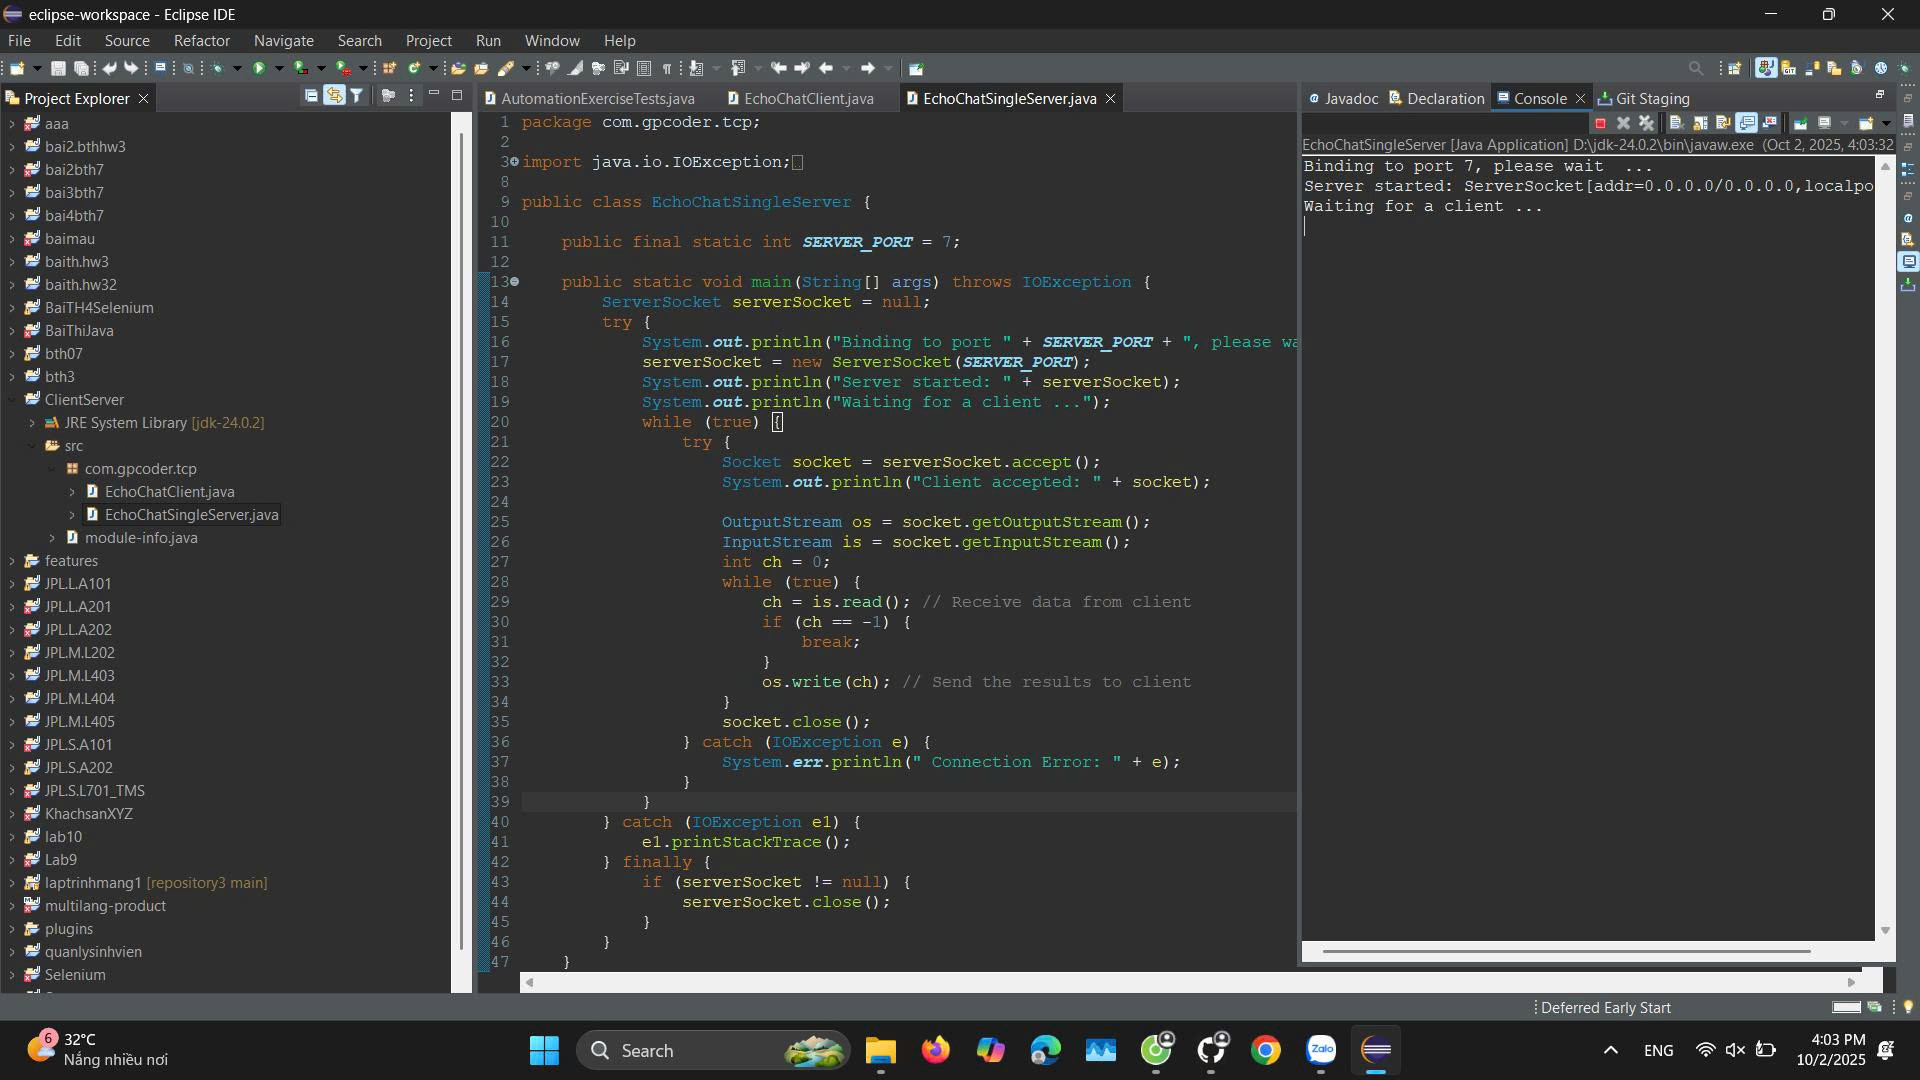 eclipse-workspace - Eclipse IDE
File Edit Source Refactor Navigate Search Project Run Window Help
Project Explorer
aaa
bai2.bthhw3
bai2bth7
bai3bth7
bai4bth7
baimau
baith.hw3
baith.hw32
BaiTH4Selenium
BaiThiJava
bth07
bth3
ClientServer
JRE System Library [jdk-24.0.2]
src
com.gpcoder.tcp
EchoChatClient.java
EchoChatSingleServer.java
module-info.java
features
JPL.L.A101
JPL.L.A201
JPL.L.A202
JPL.M.L202
JPL.M.L403
JPL.M.L404
JPL.M.L405
JPL.S.A101
JPL.S.A202
JPL.S.L701_TMS
KhachsanXYZ
lab10
Lab9
laptrinhmang1 [repository3 main]
multilang-product
plugins
quanlysinhvien
Selenium
AutomationExerciseTests.java EchoChatClient.java EchoChatSingleServer.java
1 package com.gpcoder.tcp;
2
3 import java.io.IOException;
8
9 public class EchoChatSingleServer {
10
11 public final static int SERVER_PORT = 7;
12
13 public static void main(String[] args) throws IOException {
14 ServerSocket serverSocket = null;
15 try {
16 System.out.println("Binding to port " + SERVER_PORT + ", please wa
17 serverSocket = new ServerSocket(SERVER_PORT);
18 System.out.println("Server started: " + serverSocket);
19 System.out.println("Waiting for a client ...");
20 while (true) {
21 try {
22 Socket socket = serverSocket.accept();
23 System.out.println("Client accepted: " + socket);
24
25 OutputStream os = socket.getOutputStream();
26 InputStream is = socket.getInputStream();
27 int ch = 0;
28 while (true) {
29 ch = is.read(); // Receive data from client
30 if (ch == -1) {
31 break;
32 }
33 os.write(ch); // Send the results to client
34 }
35 socket.close();
36 } catch (IOException e) {
37 System.err.println(" Connection Error: " + e);
38 }
39 }
40 } catch (IOException e1) {
41 e1.printStackTrace();
42 } finally {
43 if (serverSocket != null) {
44 serverSocket.close();
45 }
46 }
47 }
Javadoc Declaration Console Git Staging
EchoChatSingleServer [Java Application] D:\jdk-24.0.2\bin\javaw.exe (Oct 2, 2025, 4:03:32
Binding to port 7, please wait ...
Server started: ServerSocket[addr=0.0.0.0/0.0.0.0,localpo
Waiting for a client ...
Deferred Early Start
6
32°C
Nắng nhiều nơi
Search
Zalo
ENG
4:03 PM
10/2/2025